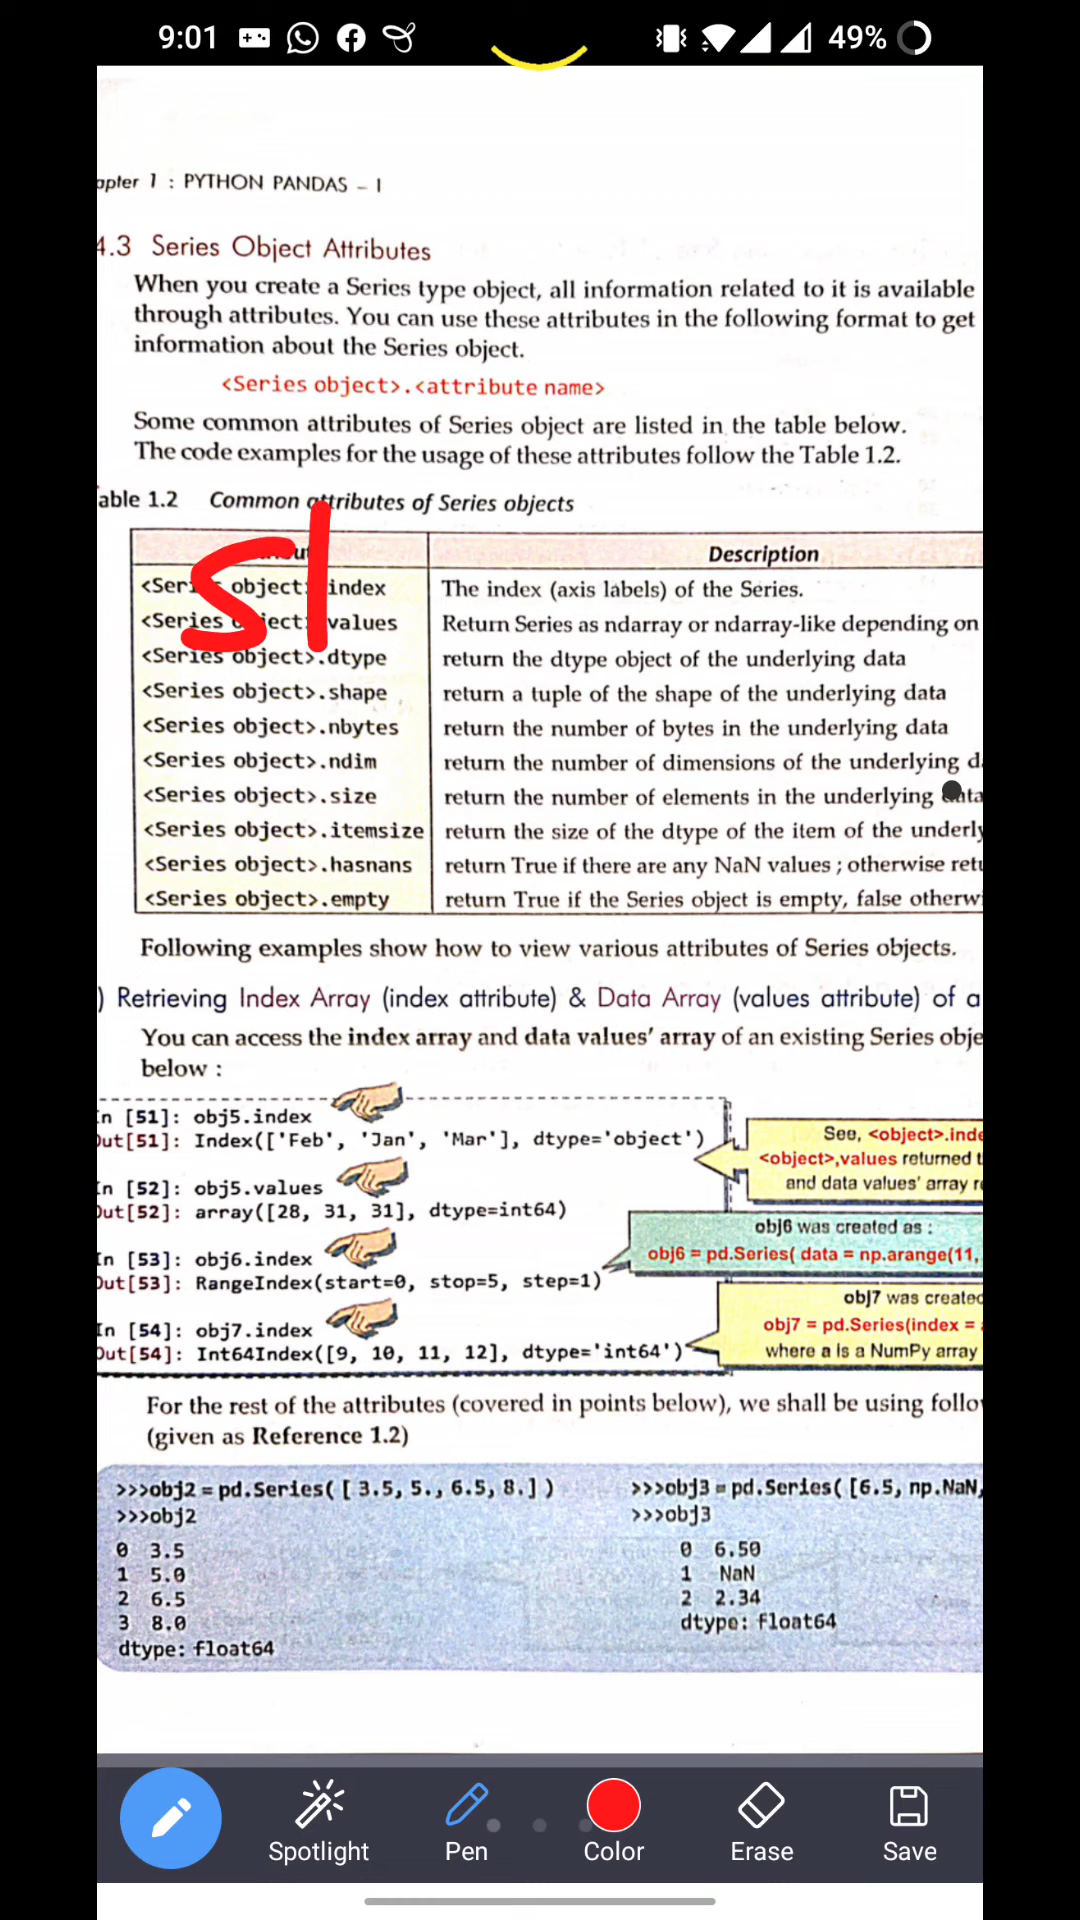 9:01 49%
apter 1 : PYTHON PANDAS – I
4.3 Series Object Attributes
When you create a Series type object, all information related to it is available
through attributes. You can use these attributes in the following format to get
information about the Series object.
<Series object>.<attribute name>
Some common attributes of Series object are listed in the table below.
The code examples for the usage of these attributes follow the Table 1.2.
able 1.2 Common attributes of Series objects
Description
s1
<Series object>.index The index (axis labels) of the Series.
<Series object>.values Return Series as ndarray or ndarray-like depending on
<Series object>.dtype return the dtype object of the underlying data
<Series object>.shape return a tuple of the shape of the underlying data
<Series object>.nbytes return the number of bytes in the underlying data
<Series object>.ndim return the number of dimensions of the underlying da
<Series object>.size return the number of elements in the underlying data
<Series object>.itemsize return the size of the dtype of the item of the underly
<Series object>.hasnans return True if there are any NaN values ; otherwise retu
<Series object>.empty return True if the Series object is empty, false otherwi
Following examples show how to view various attributes of Series objects.
) Retrieving Index Array (index attribute) & Data Array (values attribute) of a
You can access the index array and data values' array of an existing Series obje
below :
In [51]: obj5.index
Out[51]: Index(['Feb', 'Jan', 'Mar'], dtype='object')
See, <object>.inde
<object>,values returned t
and data values' array re
In [52]: obj5.values
Out[52]: array([28, 31, 31], dtype=int64)
obj6 was created as :
obj6 = pd.Series( data = np.arange(11,
In [53]: obj6.index
Out[53]: RangeIndex(start=0, stop=5, step=1)
obj7 was created
obj7 = pd.Series(index =
where a is a NumPy array
In [54]: obj7.index
Out[54]: Int64Index([9, 10, 11, 12], dtype='int64')
For the rest of the attributes (covered in points below), we shall be using follo
(given as Reference 1.2)
>>>obj2 = pd.Series( [ 3.5, 5., 6.5, 8.] )
>>>obj2
0 3.5
1 5.0
2 6.5
3 8.0
dtype: float64
>>>obj3 = pd.Series( [6.5, np.NaN,
>>>obj3
0 6.50
1 NaN
2 2.34
dtype: float64
Spotlight Pen Color Erase Save